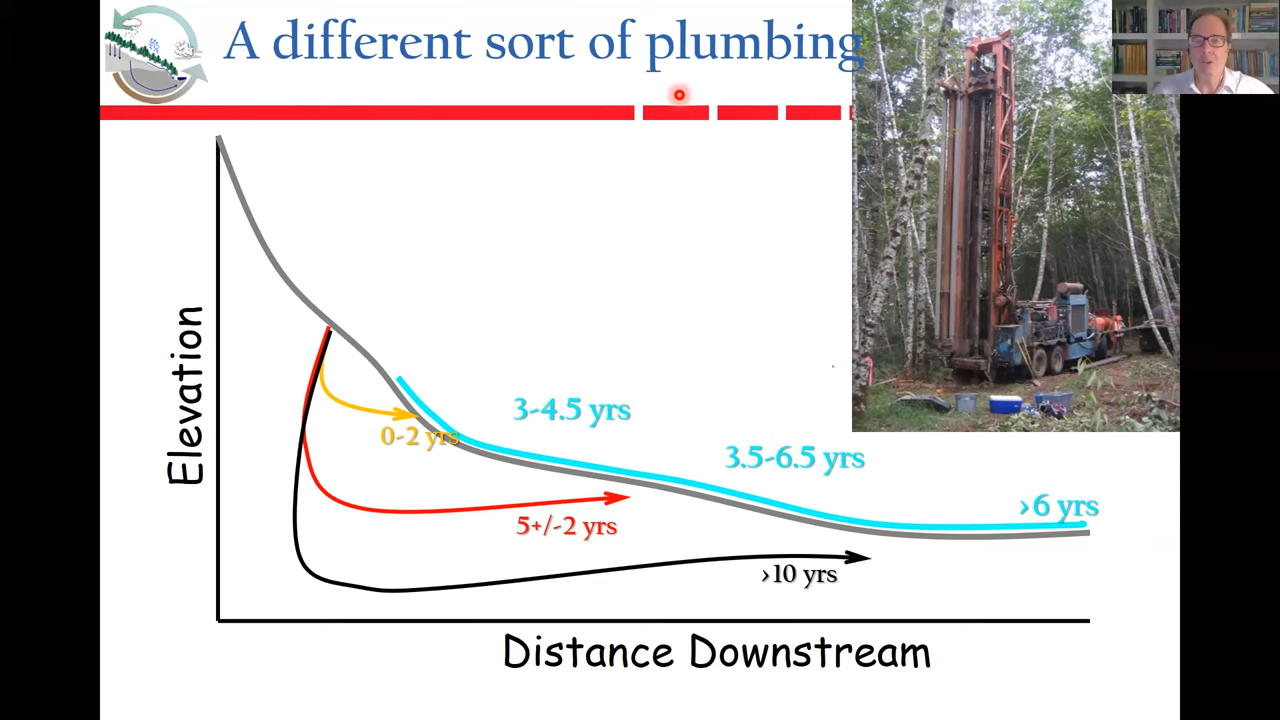 A different sort of plumbing
Elevation
3-4.5 yrs
0-2 yrs
3.5-6.5 yrs
>6 yrs
5+/-2 yrs
>10 yrs
Distance Downstream